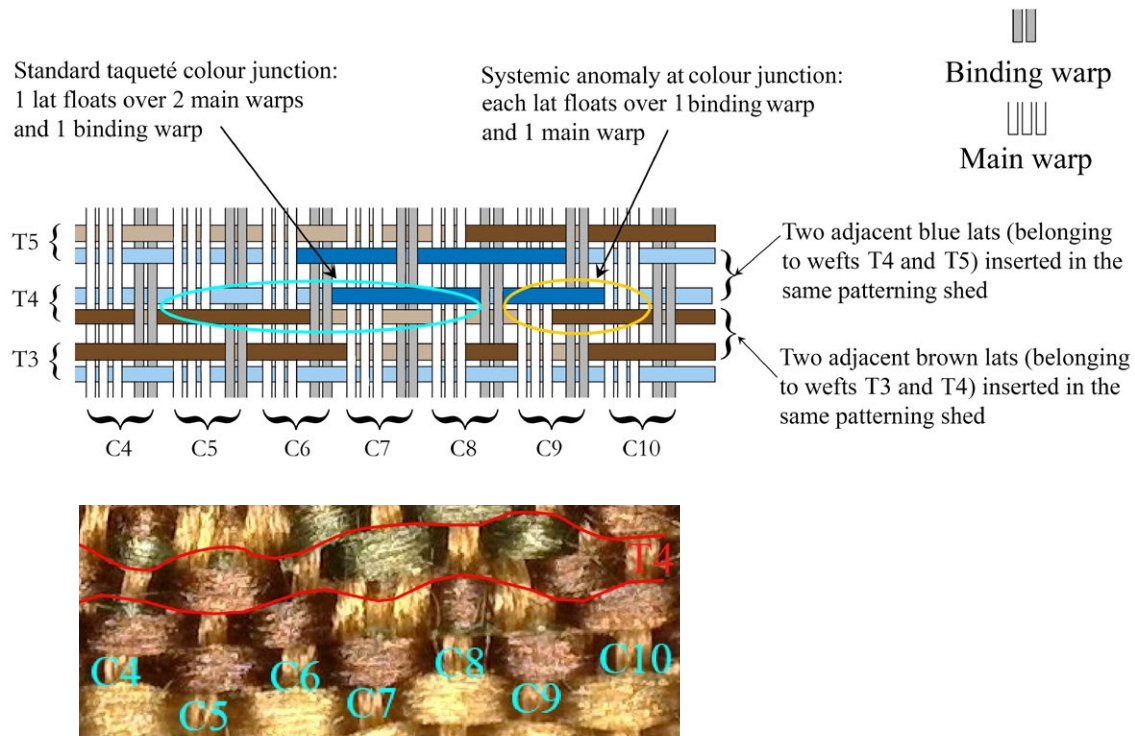 Standard taqueté colour junction:
1 lat floats over 2 main warps
and 1 binding warp
Systemic anomaly at colour junction:
each lat floats over 1 binding warp
and 1 main warp
Binding warp
Main warp
T5 {
T4 {
T3 {
Two adjacent blue lats (belonging
to wefts T4 and T5) inserted in the
same patterning shed
Two adjacent brown lats (belonging
to wefts T3 and T4) inserted in the
same patterning shed
C4 C5 C6 C7 C8 C9 C10
T4
C4 C5 C6 C7 C8 C9 C10